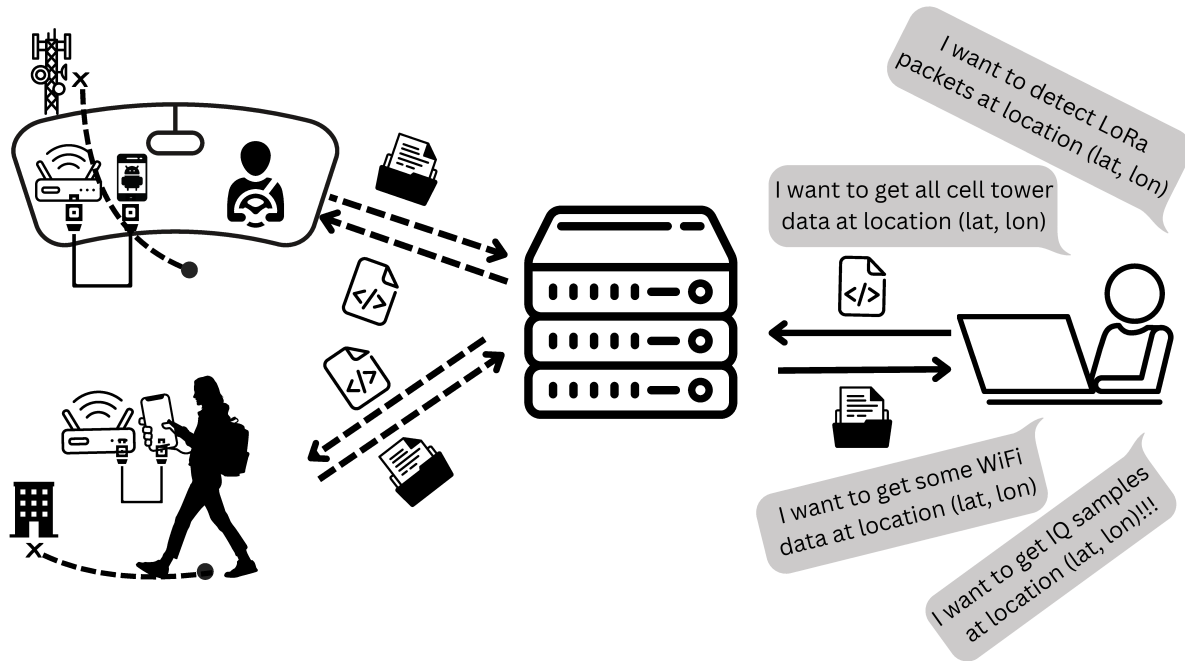 I want to detect LoRa
packets at location (lat, lon)
I want to get all cell tower
data at location (lat, lon)
</>
</>
</>
I want to get some WiFi
data at location (lat, lon)
I want to get IQ samples
at location (lat, lon)!!!